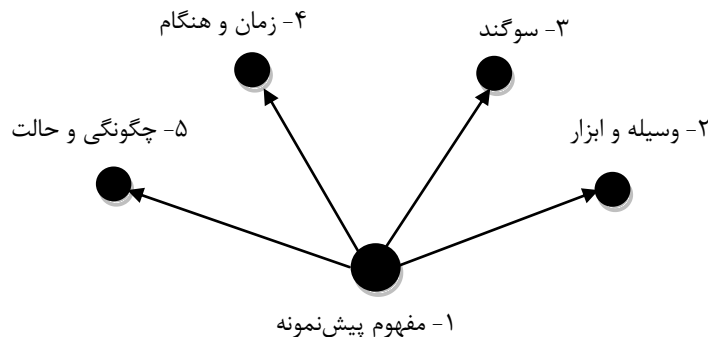 ۴- زمان و هنگام
۳- سوگند
۵- چگونگی و حالت
۲- وسیله و ابزار
۱- مفهوم پیش‌نمونه